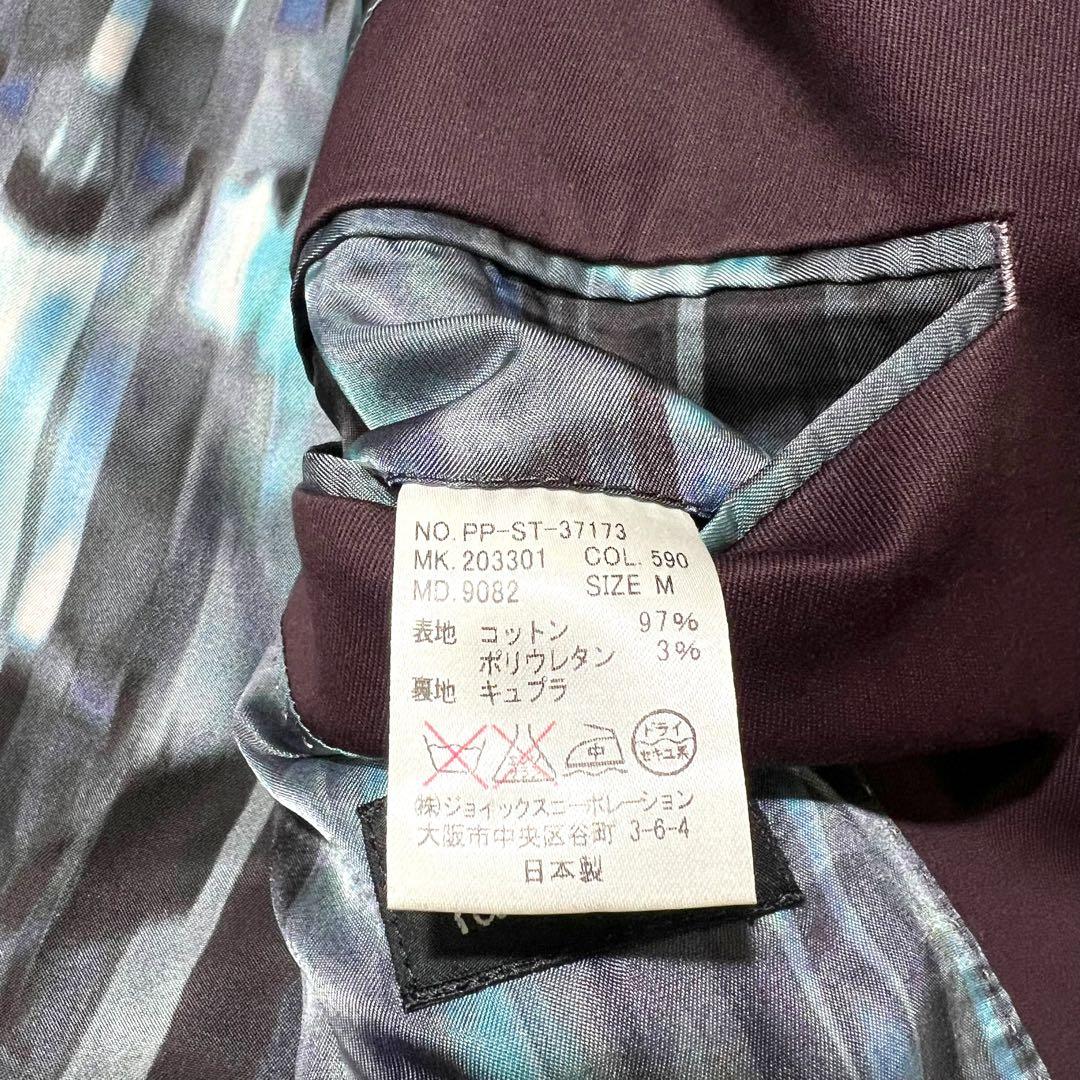 NO. PP-ST-37173
MK. 203301 COL. 590
MD. 9082 SIZE M
表地 コットン 97%
ポリウレタン 3%
裏地 キュプラ
中
ドライ
セキユ系
㈱ジョイックスコーポレーション
大阪市中央区谷町 3-6-4
日本製